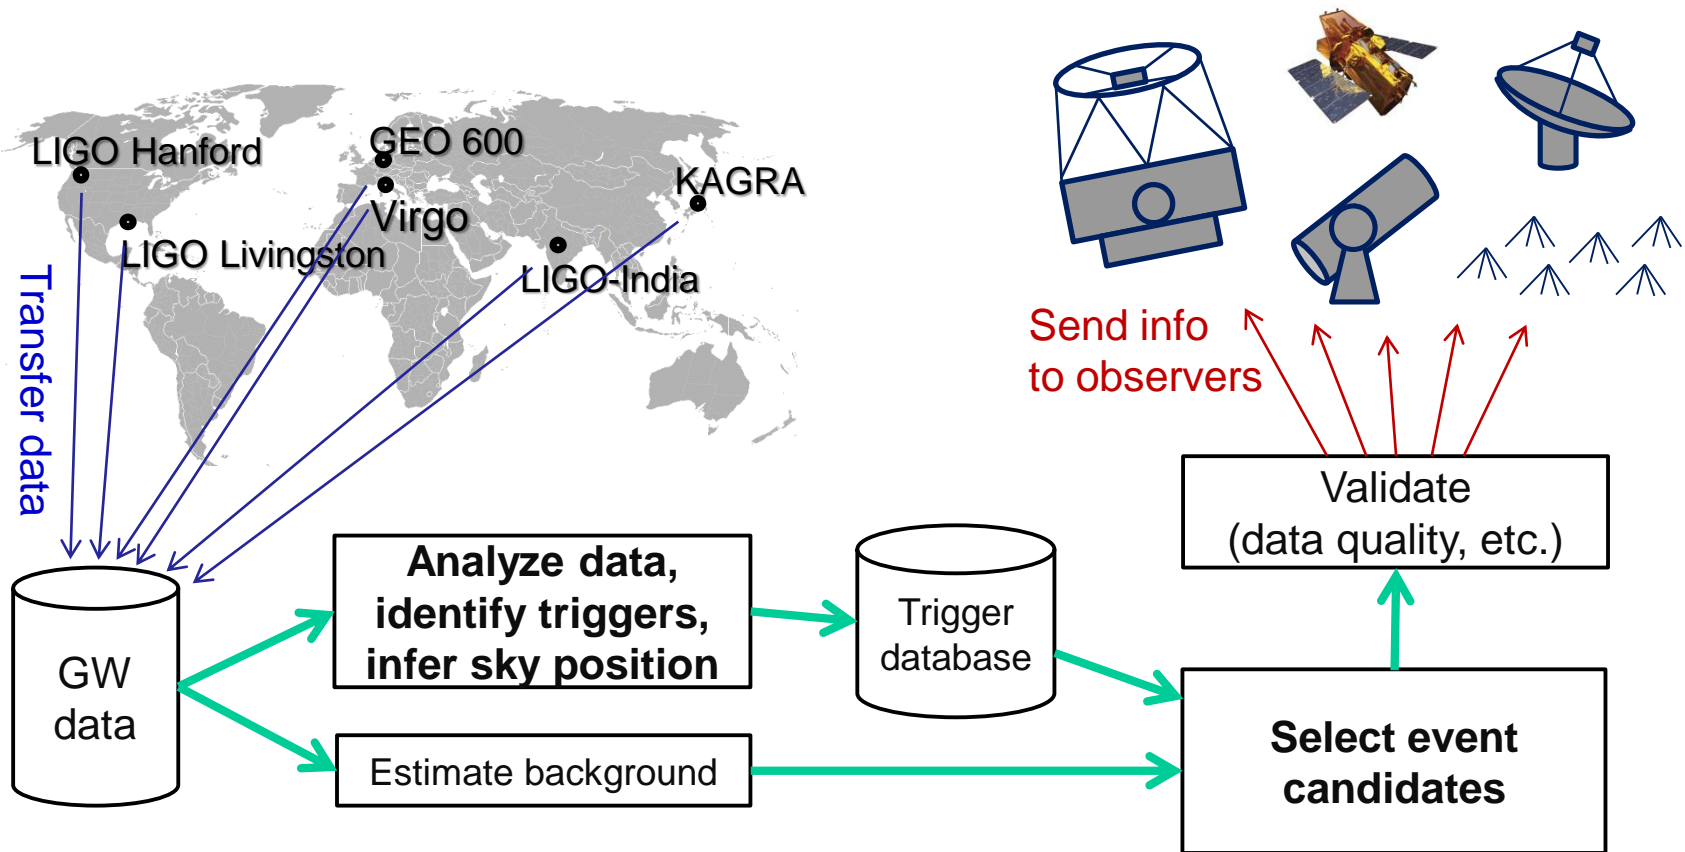 LIGO Hanford
GEO 600
KAGRA
Virgo
LIGO Livingston
LIGO-India
Transfer data
Send info
to observers
Validate
(data quality, etc.)
Analyze data,
identify triggers,
infer sky position
Trigger
database
GW
data
Estimate background
Select event
candidates